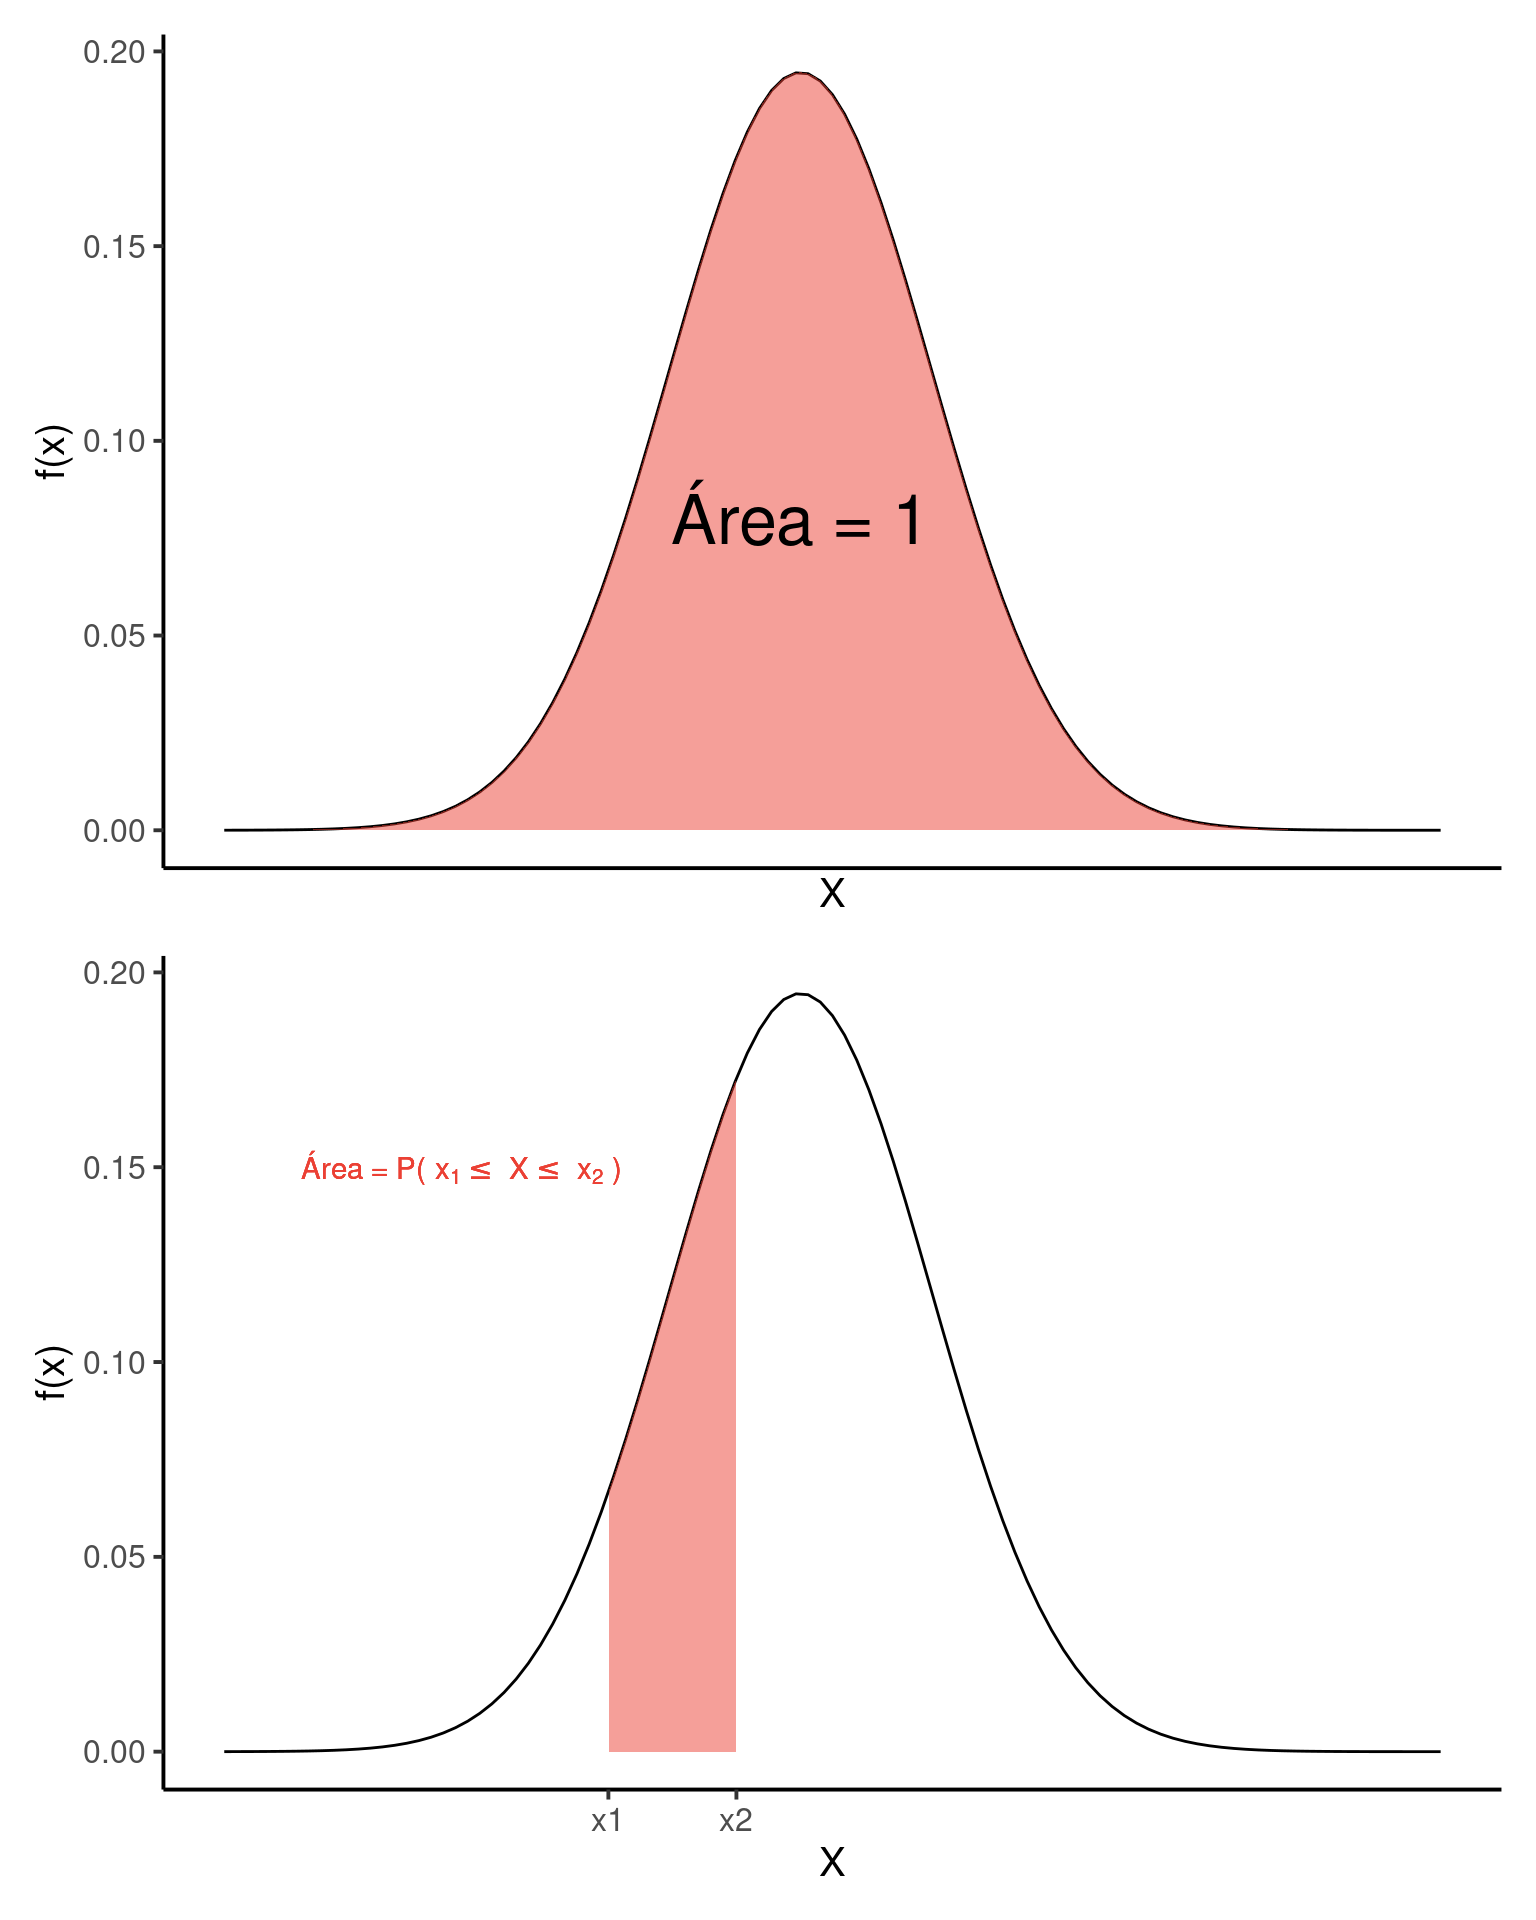 0.20
0.15
f(x)
0.10
Área = 1
0.05
0.00
X
0.20
Área = P( x₁ ≤ X ≤ x₂ )
0.15
f(x)
0.10
0.05
0.00
x1 x2
X